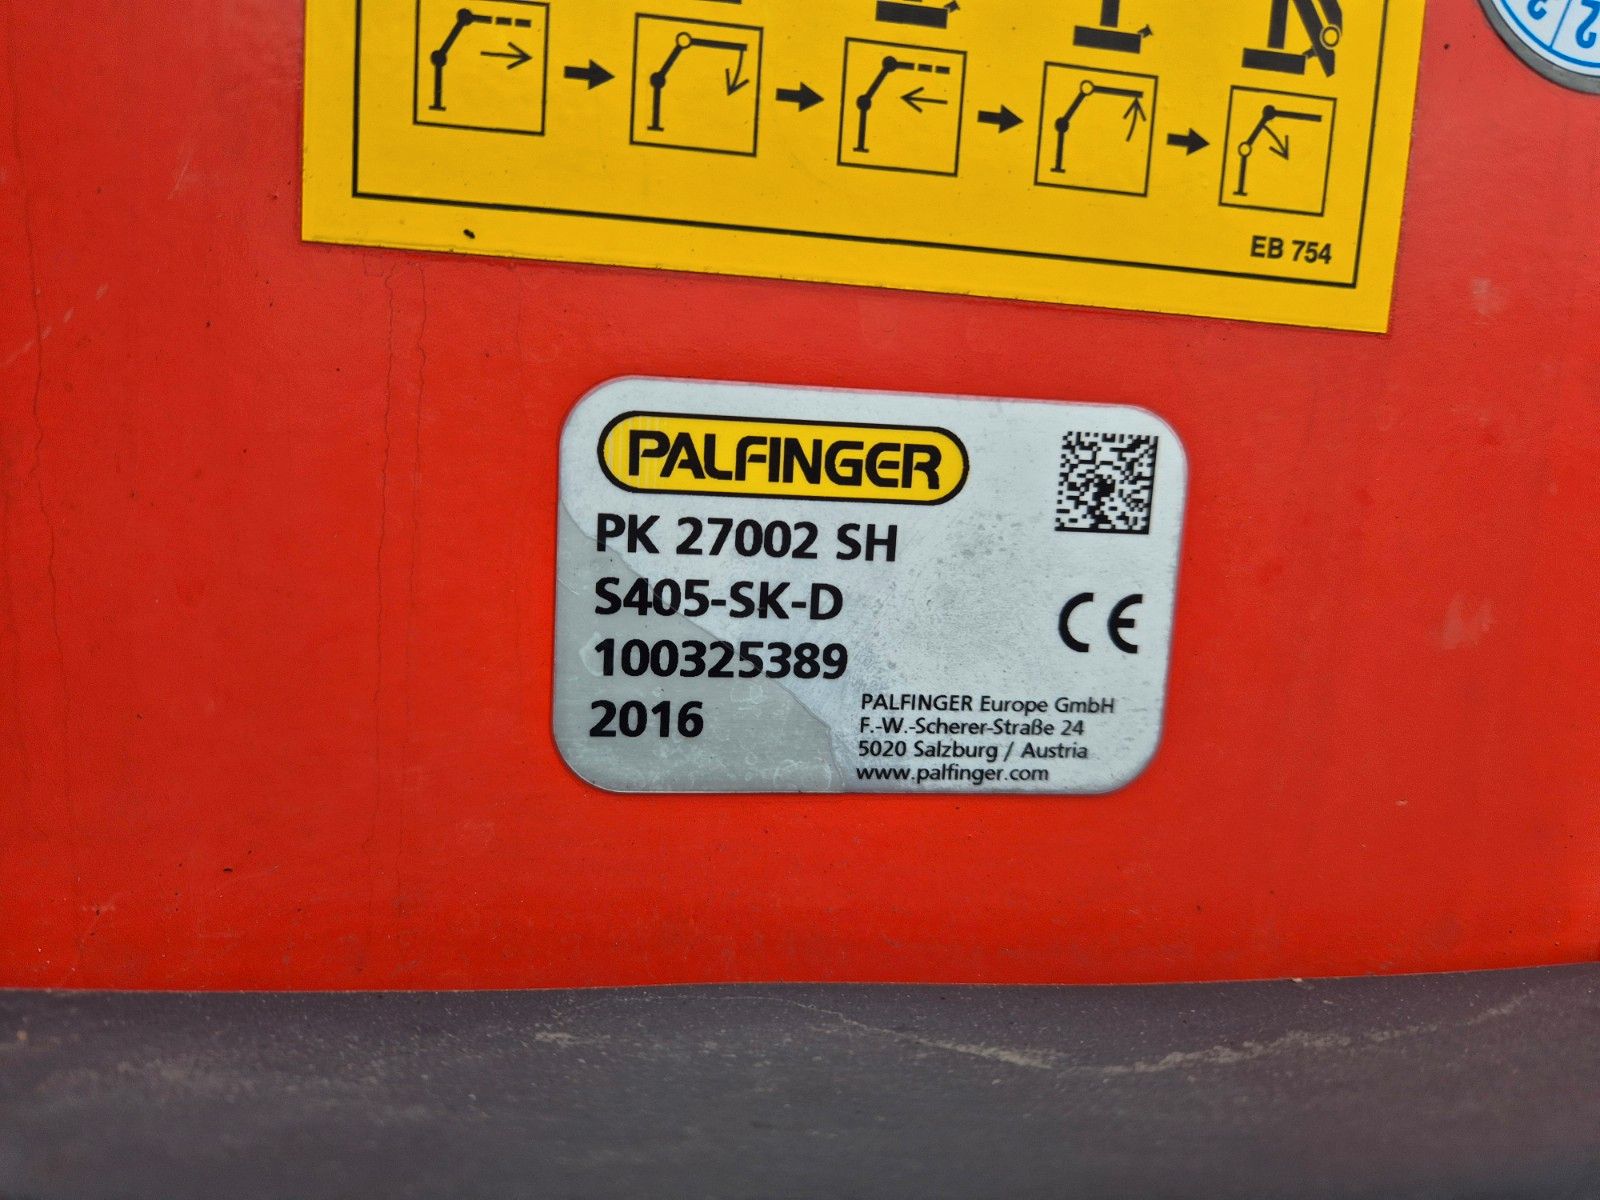 EB 754
PALFINGER
PK 27002 SH
S405-SK-D
100325389
2016
CE
PALFINGER Europe GmbH
F.-W.-Scherer-Straße 24
5020 Salzburg / Austria
www.palfinger.com